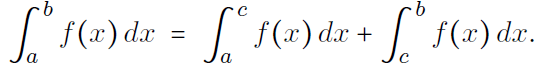 ∫_a^b f(x) dx = ∫_a^c f(x) dx + ∫_c^b f(x) dx.